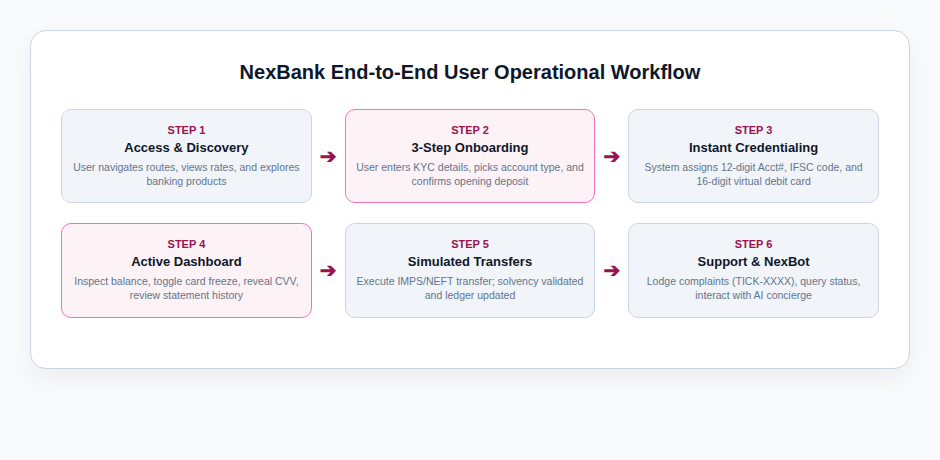 NexBank End-to-End User Operational Workflow
STEP 1
Access & Discovery
User navigates routes, views rates, and explores
banking products
➔
STEP 2
3-Step Onboarding
User enters KYC details, picks account type, and
confirms opening deposit
➔
STEP 3
Instant Credentialing
System assigns 12-digit Acct#, IFSC code, and
16-digit virtual debit card
STEP 4
Active Dashboard
Inspect balance, toggle card freeze, reveal CVV,
review statement history
➔
STEP 5
Simulated Transfers
Execute IMPS/NEFT transfer; solvency validated
and ledger updated
➔
STEP 6
Support & NexBot
Lodge complaints (TICK-XXXX), query status,
interact with AI concierge